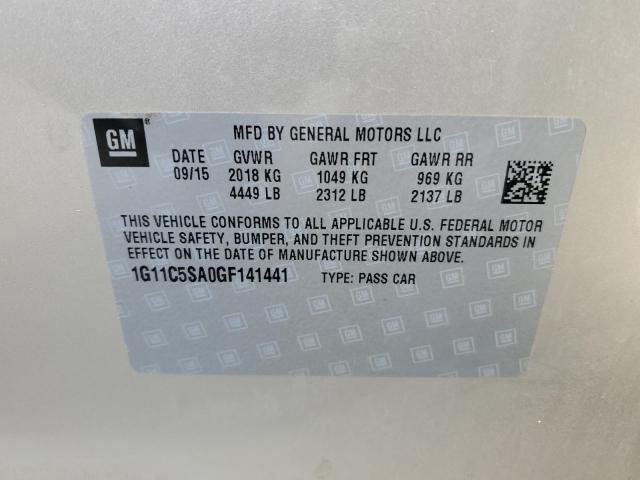 GM
MFD BY GENERAL MOTORS LLC
DATE GVWR GAWR FRT GAWR RR
09/15 2018 KG 1049 KG 969 KG
4449 LB 2312 LB 2137 LB
THIS VEHICLE CONFORMS TO ALL APPLICABLE U.S. FEDERAL MOTOR
VEHICLE SAFETY, BUMPER, AND THEFT PREVENTION STANDARDS IN
EFFECT ON THE DATE OF MANUFACTURE SHOWN ABOVE.
1G11C5SA0GF141441 TYPE: PASS CAR